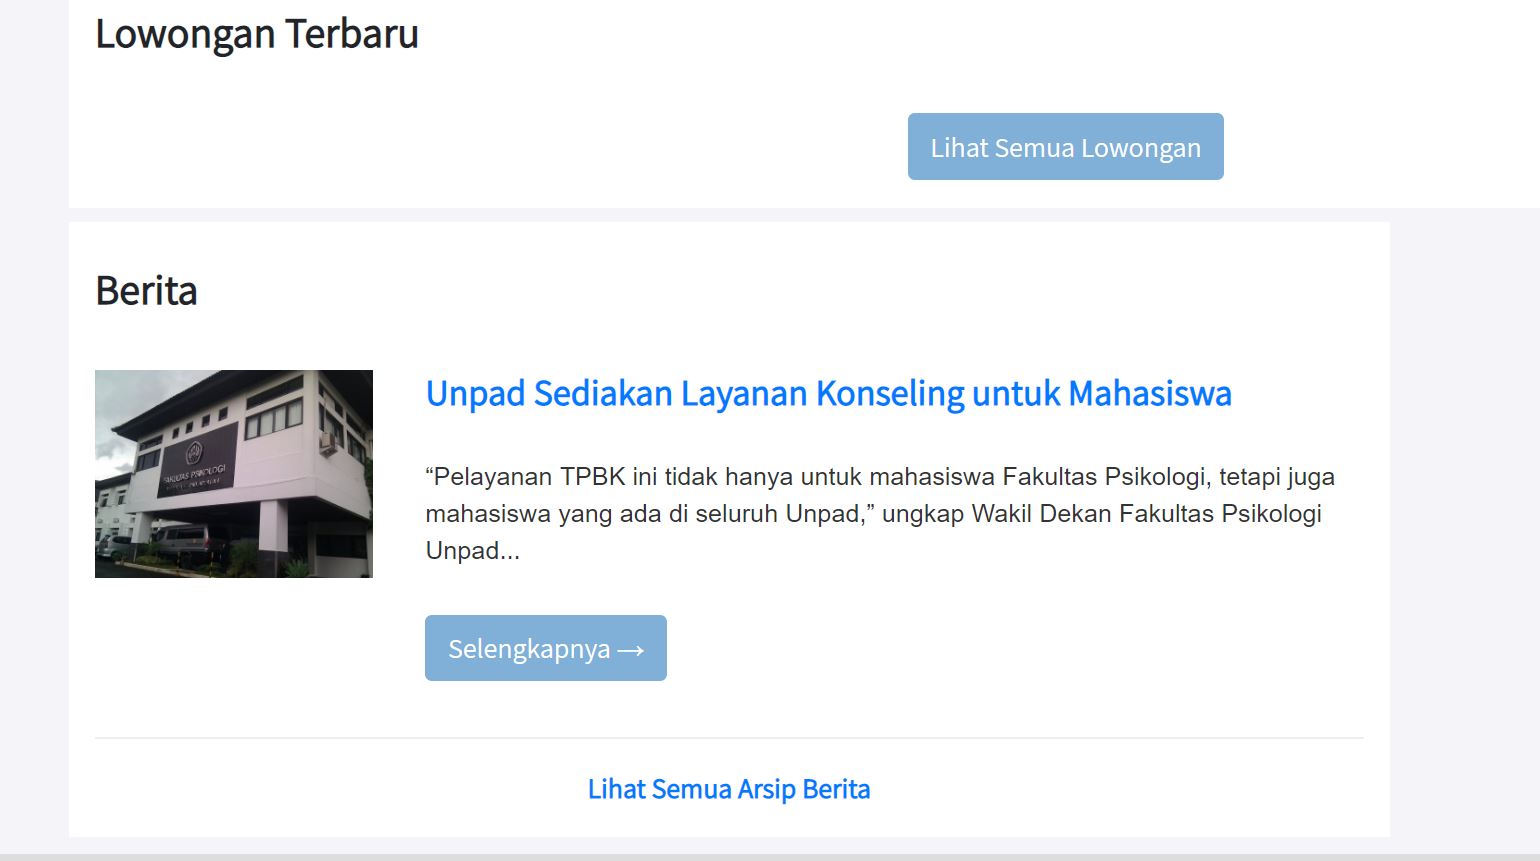 Lowongan Terbaru
Lihat Semua Lowongan
Berita
FAKULTAS PSIKOLOGI
Unpad Sediakan Layanan Konseling untuk Mahasiswa
“Pelayanan TPBK ini tidak hanya untuk mahasiswa Fakultas Psikologi, tetapi juga
mahasiswa yang ada di seluruh Unpad,” ungkap Wakil Dekan Fakultas Psikologi
Unpad...
Selengkapnya →
Lihat Semua Arsip Berita